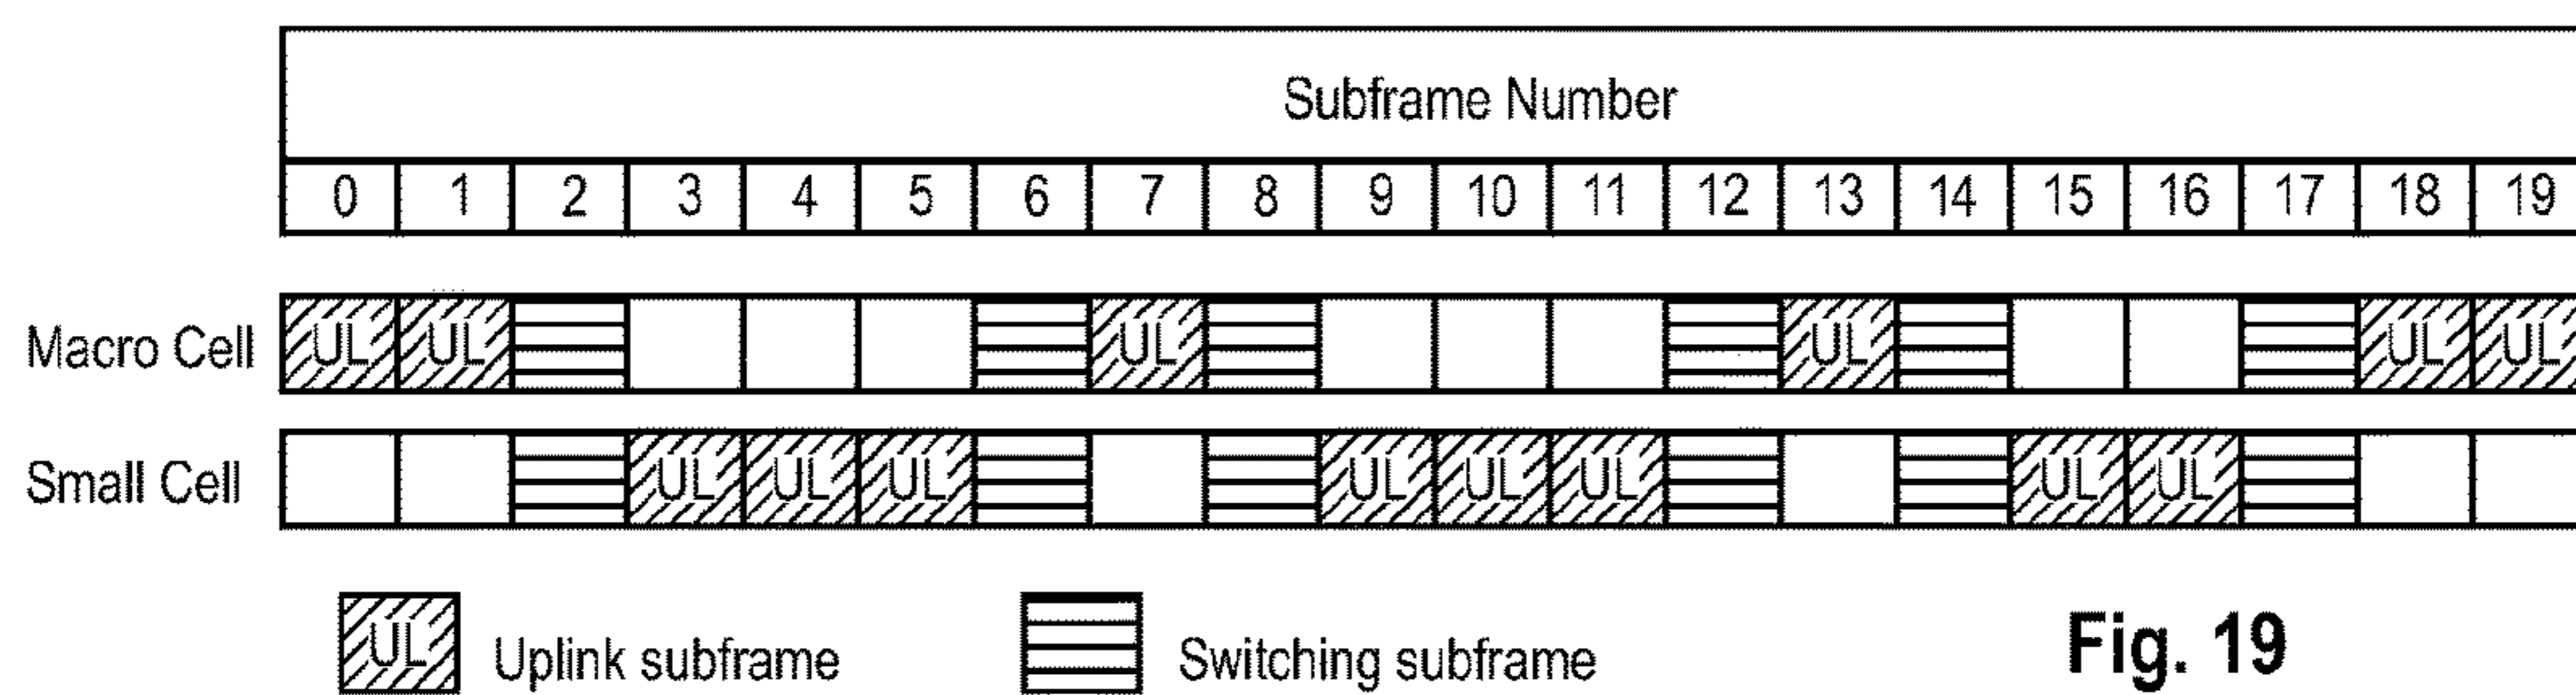 Subframe Number
0 1 2 3 4 5 6 7 8 9 10 11 12 13 14 15 16 17 18 19
Macro Cell UL UL UL UL UL UL
Small Cell UL UL UL UL UL UL UL UL
UL Uplink subframe Switching subframe Fig. 19